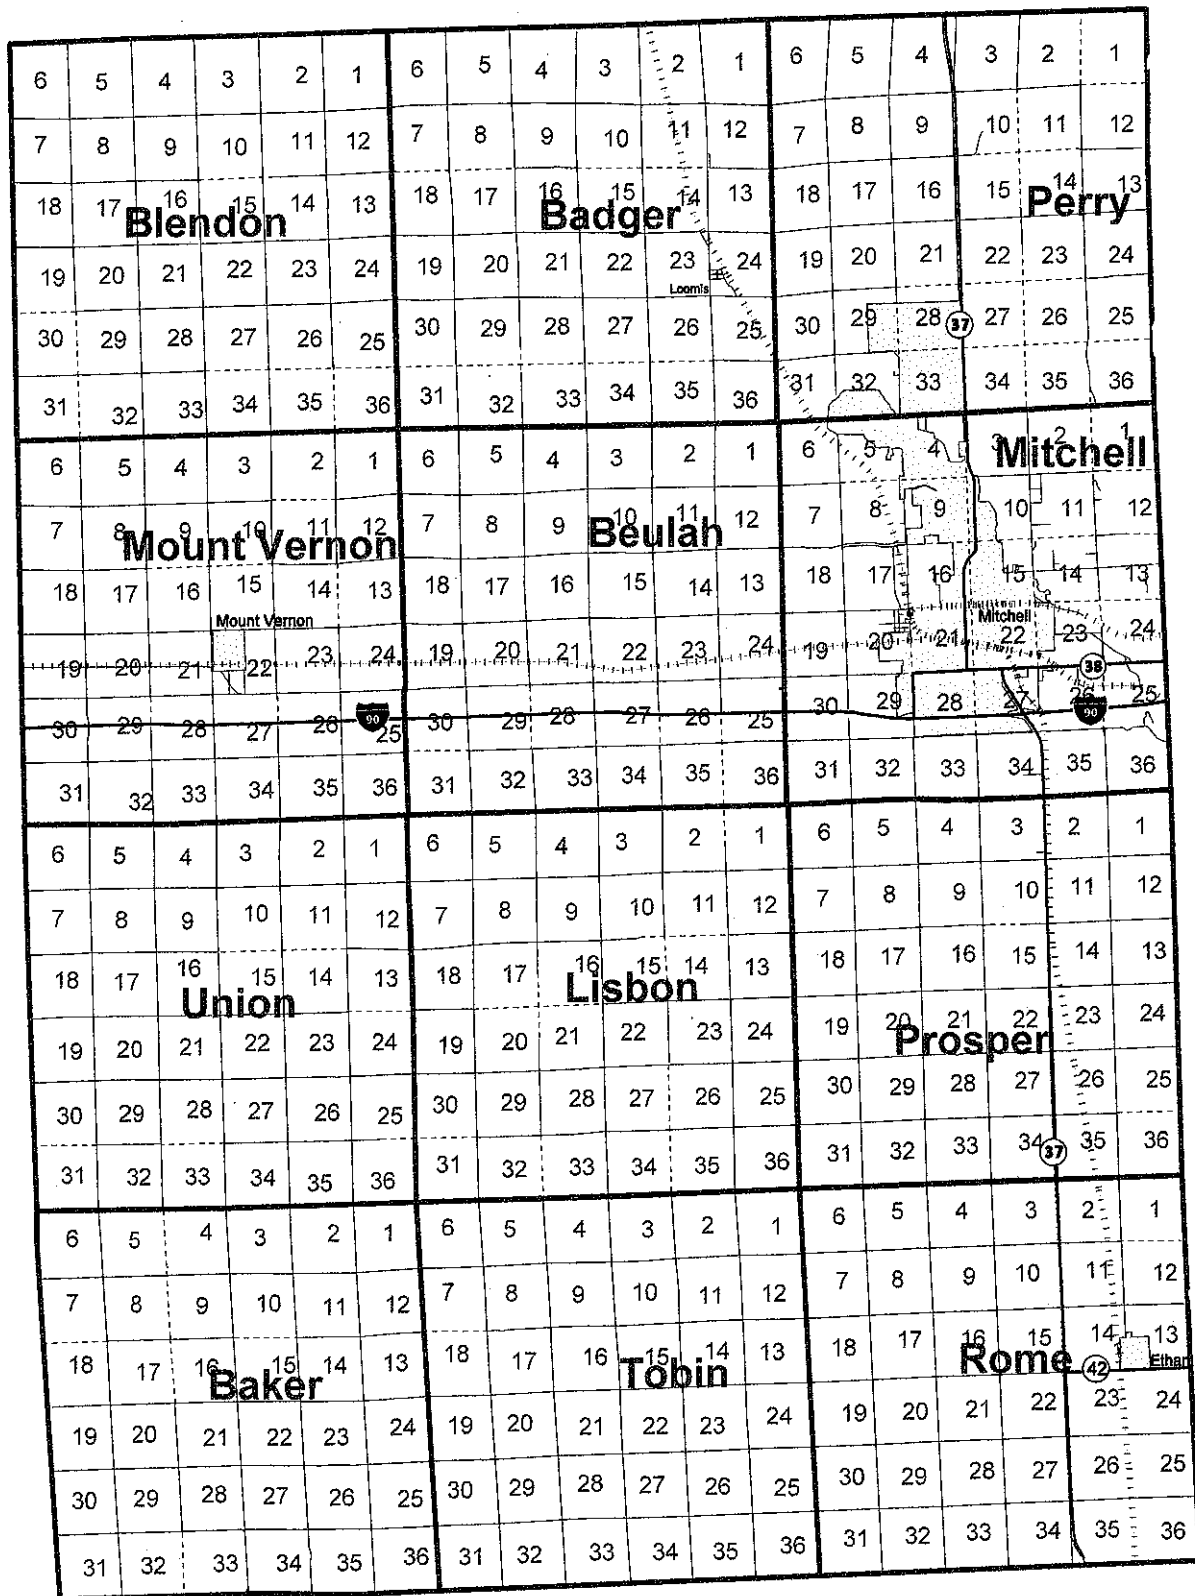 6 5 4 3 2 1 6 5 4 3 2 1 6 5 4 3 2 1
7 8 9 10 11 12 7 8 9 10 11 12 7 8 9 10 11 12
18 17 16 15 14 13 18 17 16 15 14 13 18 17 16 15 14 13
Blendon Badger Perry
19 20 21 22 23 24 19 20 21 22 23 24 19 20 21 22 23 24
Loomis
30 29 28 27 26 25 30 29 28 27 26 25 30 29 28 37 27 26 25
31 32 33 34 35 36 31 32 33 34 35 36 31 32 33 34 35 36
6 5 4 3 2 1 6 5 4 3 2 1 6 5 4 3 2 1
Mitchell
7 8 9 10 11 12 7 8 9 10 11 12 7 8 9 10 11 12
Mount Vernon Beulah
18 17 16 15 14 13 18 17 16 15 14 13 18 17 16 15 14 13
Mount Vernon Mitchell
19 20 21 22 23 24 19 20 21 22 23 24 19 20 21 22 23 24
38
30 29 28 27 26 90 25 30 29 28 27 26 25 30 29 28 27 26 90 25
31 32 33 34 35 36 31 32 33 34 35 36 31 32 33 34 35 36
6 5 4 3 2 1 6 5 4 3 2 1 6 5 4 3 2 1
7 8 9 10 11 12 7 8 9 10 11 12 7 8 9 10 11 12
18 17 16 15 14 13 18 17 16 15 14 13 18 17 16 15 14 13
Union Lisbon
19 20 21 22 23 24 19 20 21 22 23 24 19 20 21 22 23 24
Prosper
30 29 28 27 26 25 30 29 28 27 26 25 30 29 28 27 26 25
31 32 33 34 35 36 31 32 33 34 35 36 31 32 33 34 37 35 36
6 5 4 3 2 1 6 5 4 3 2 1 6 5 4 3 2 1
7 8 9 10 11 12 7 8 9 10 11 12 7 8 9 10 11 12
18 17 16 15 14 13 18 17 16 15 14 13 18 17 16 15 14 13
Baker Tobin Rome 42 Ethan
19 20 21 22 23 24 19 20 21 22 23 24 19 20 21 22 23 24
30 29 28 27 26 25 30 29 28 27 26 25 30 29 28 27 26 25
31 32 33 34 35 36 31 32 33 34 35 36 31 32 33 34 35 36